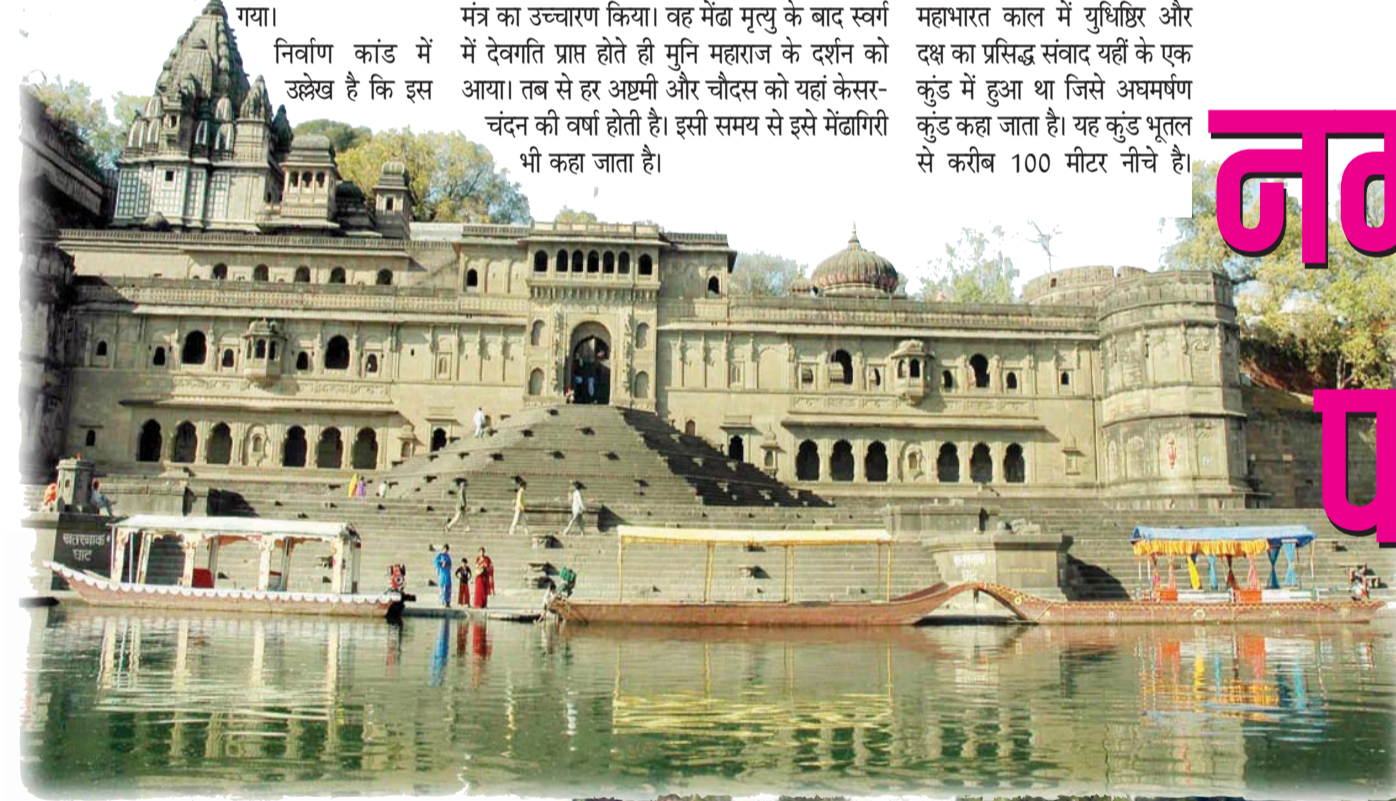 गया।
निर्वाण कांड में
उल्लेख है कि इस
मंत्र का उच्चारण किया। वह मेंढा मृत्यु के बाद स्वर्ग
में देवगति प्राप्त होते ही मुनि महाराज के दर्शन को
आया। तब से हर अष्टमी और चौदस को यहां केसर-
चंदन की वर्षा होती है। इसी समय से इसे मेंढागिरी
भी कहा जाता है।
महाभारत काल में युधिष्ठिर और
दक्ष का प्रसिद्ध संवाद यहीं के एक
कुंड में हुआ था जिसे अघमर्षण
कुंड कहा जाता है। यह कुंड भूतल
से करीब 100 मीटर नीचे है।
न
प
घाट